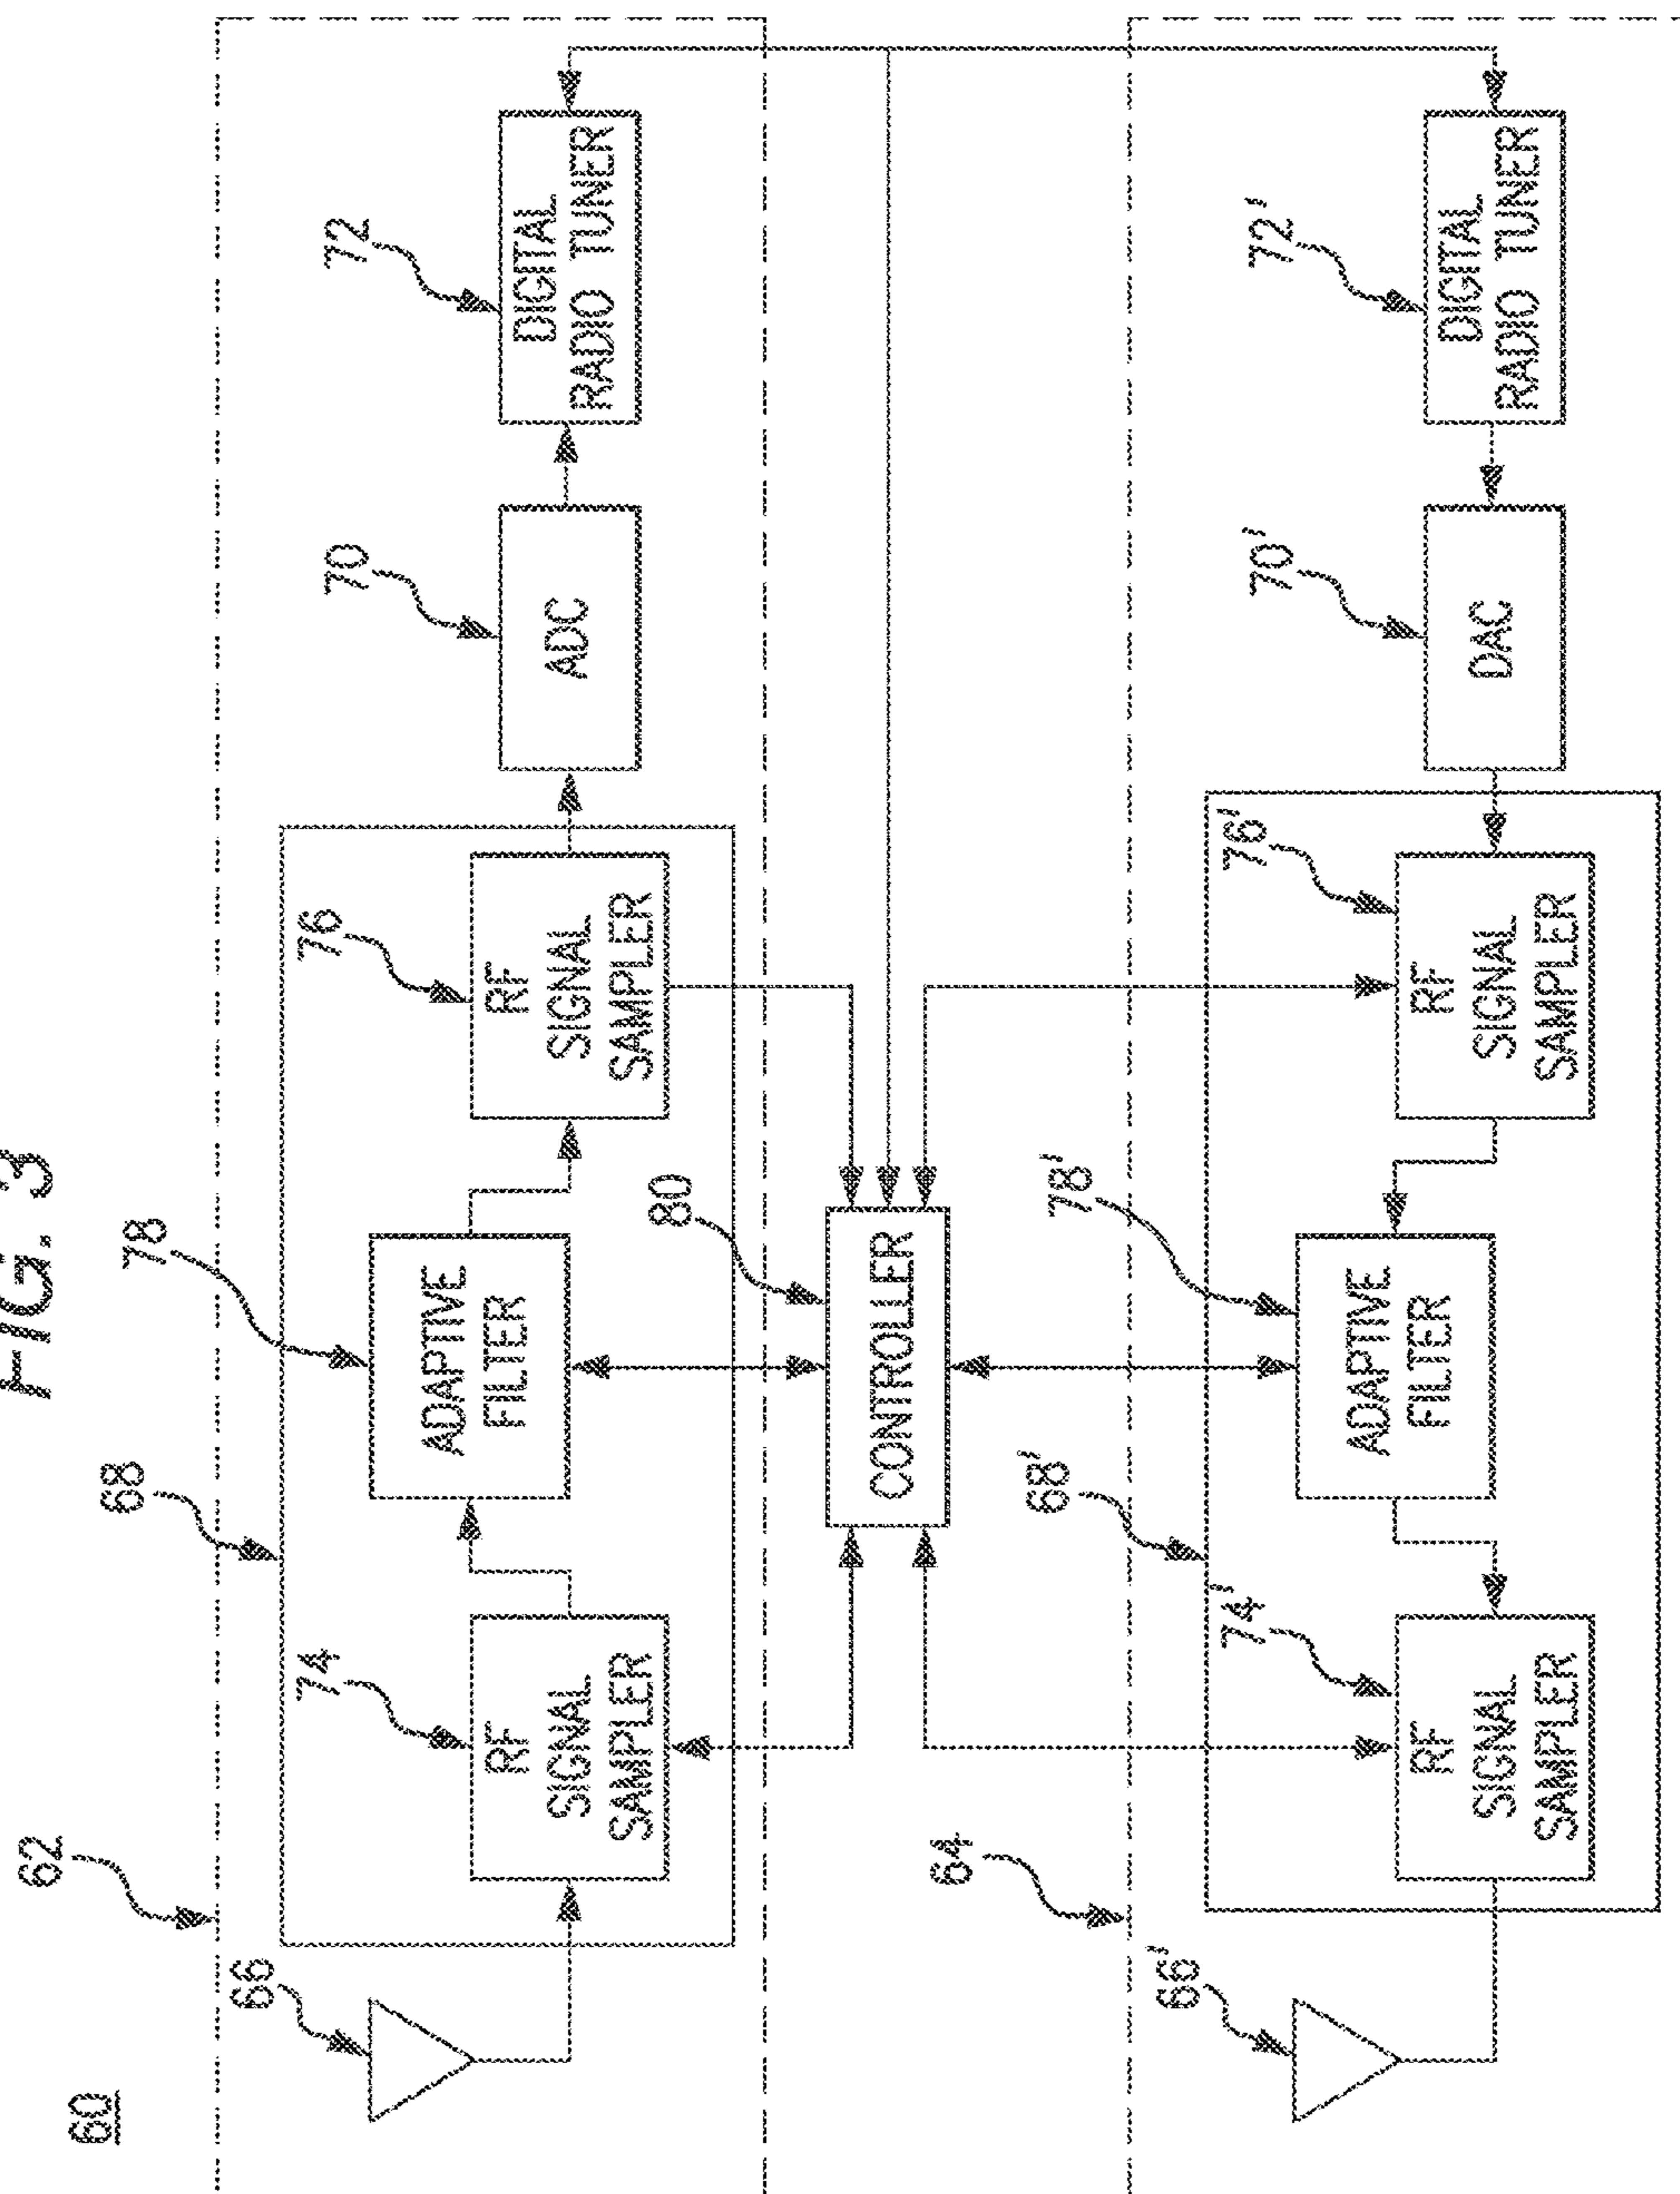 FIG. 3
60
62
66
68
74
RF
SIGNAL
SAMPLER
78
ADAPTIVE
FILTER
76
RF
SIGNAL
SAMPLER
70
ADC
72
DIGITAL
RADIO TUNER
80
CONTROLLER
64
66'
68'
74'
RF
SIGNAL
SAMPLER
78'
ADAPTIVE
FILTER
76'
RF
SIGNAL
SAMPLER
70'
DAC
72'
DIGITAL
RADIO TUNER